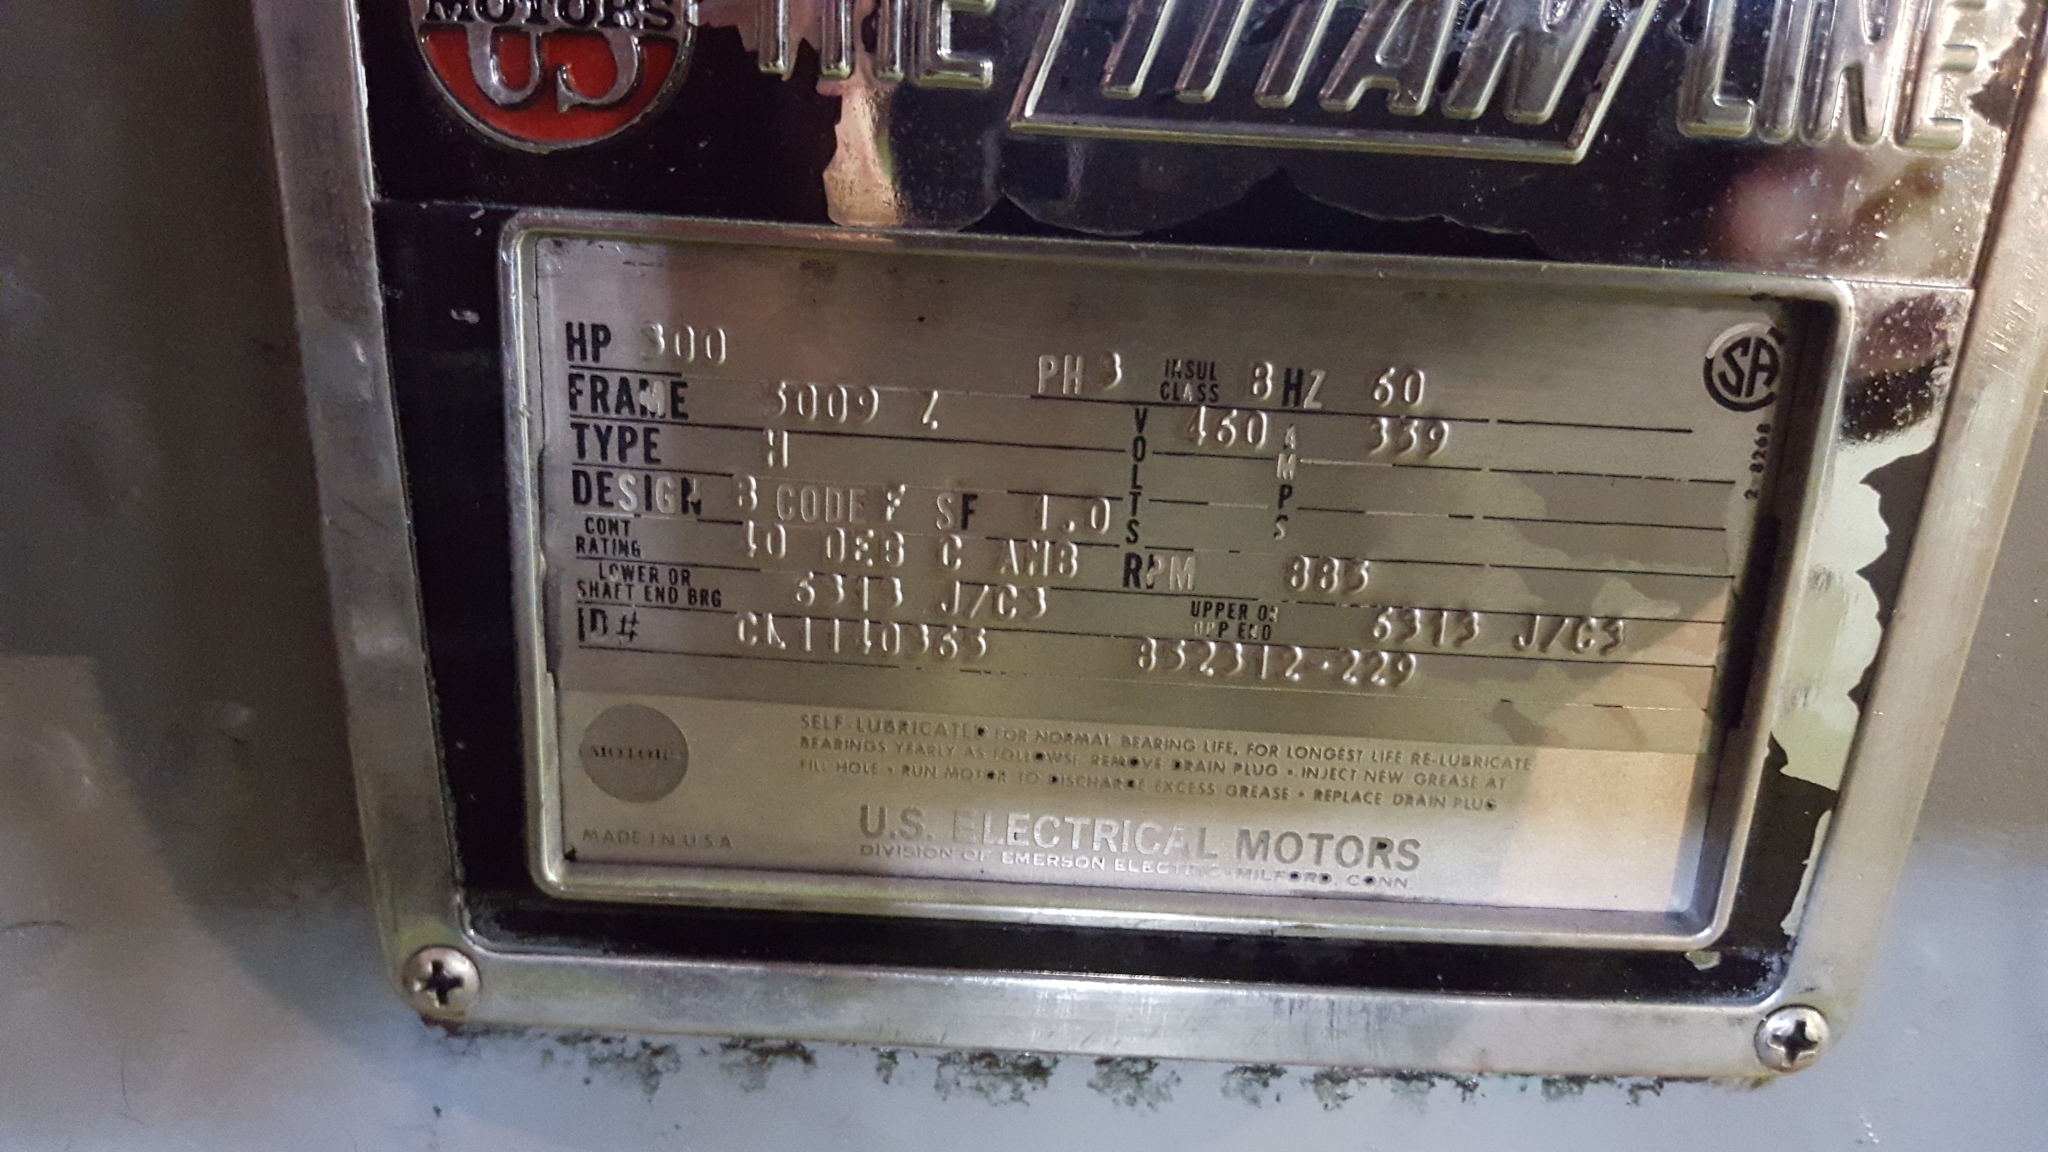 MOTORS
US
THE TITAN LINE
HP 300
PH 3 INSUL CLASS B HZ 60
FRAME 5009 Z
VOLTS 460 AMPS 339
TYPE H
DESIGN B CODE F SF 1.0
CONT RATING 40 DEG C AMB RPM 885
LOWER OR SHAFT END BRG 6313 J/C3 UPPER OR OPP END 6313 J/C3
ID# 852312-229
SA
2-8268
MOTORS
SELF-LUBRICATED FOR NORMAL BEARING LIFE, FOR LONGEST LIFE RE-LUBRICATE
BEARINGS YEARLY AS FOLLOWS: REMOVE DRAIN PLUG • INJECT NEW GREASE AT
FILL HOLE • RUN MOTOR TO DISCHARGE EXCESS GREASE • REPLACE DRAIN PLUG
MADE IN U.S.A
U.S. ELECTRICAL MOTORS
DIVISION OF EMERSON ELECTRIC • MILFORD, CONN.